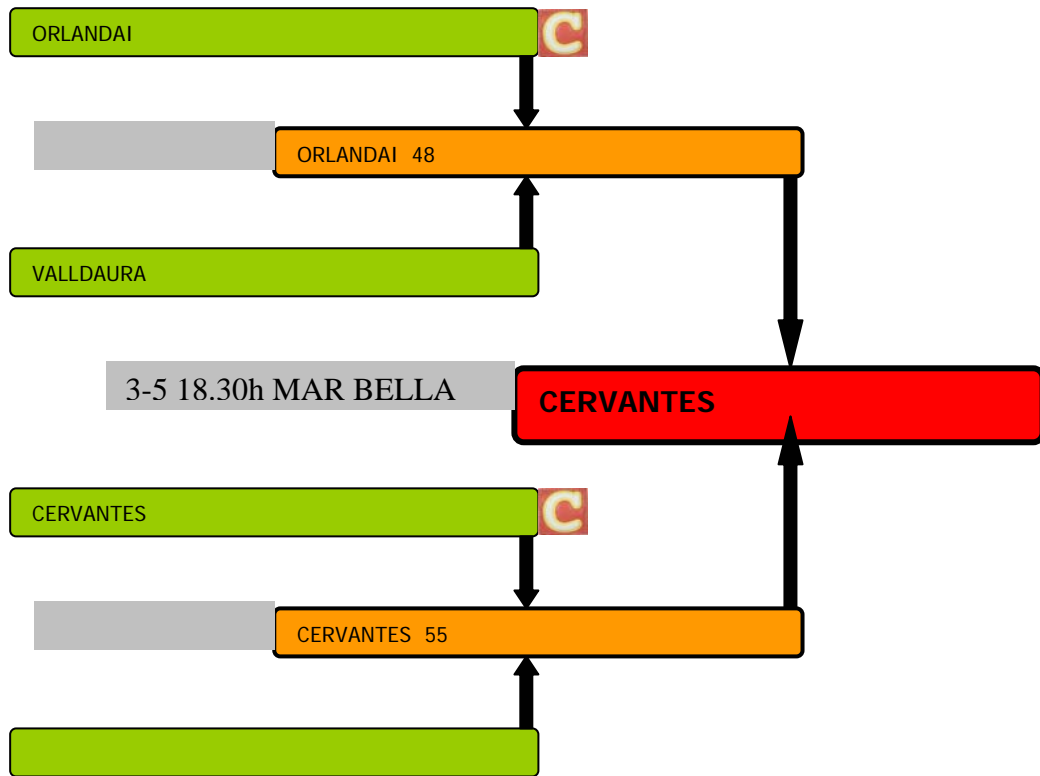 ORLANDAI
C
ORLANDAI 48
VALLDAURA
3-5 18.30h MAR BELLA
CERVANTES
CERVANTES
C
CERVANTES 55